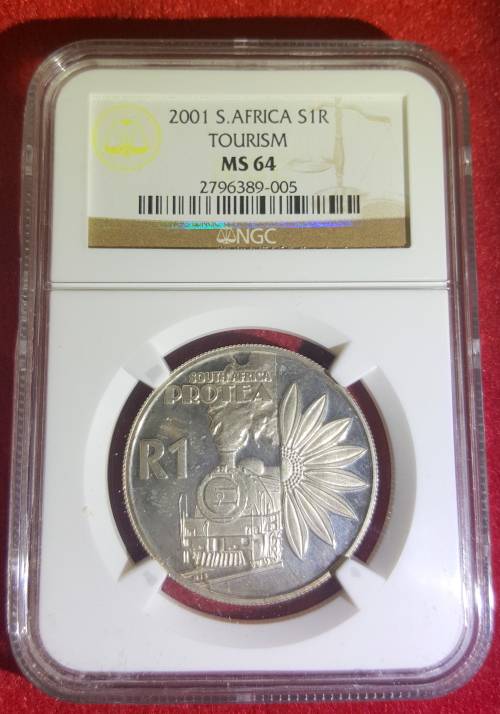 2001 S.AFRICA S1R
TOURISM
MS 64
2796389-005
NGC
SOUTH AFRICA
PROTEA
R1